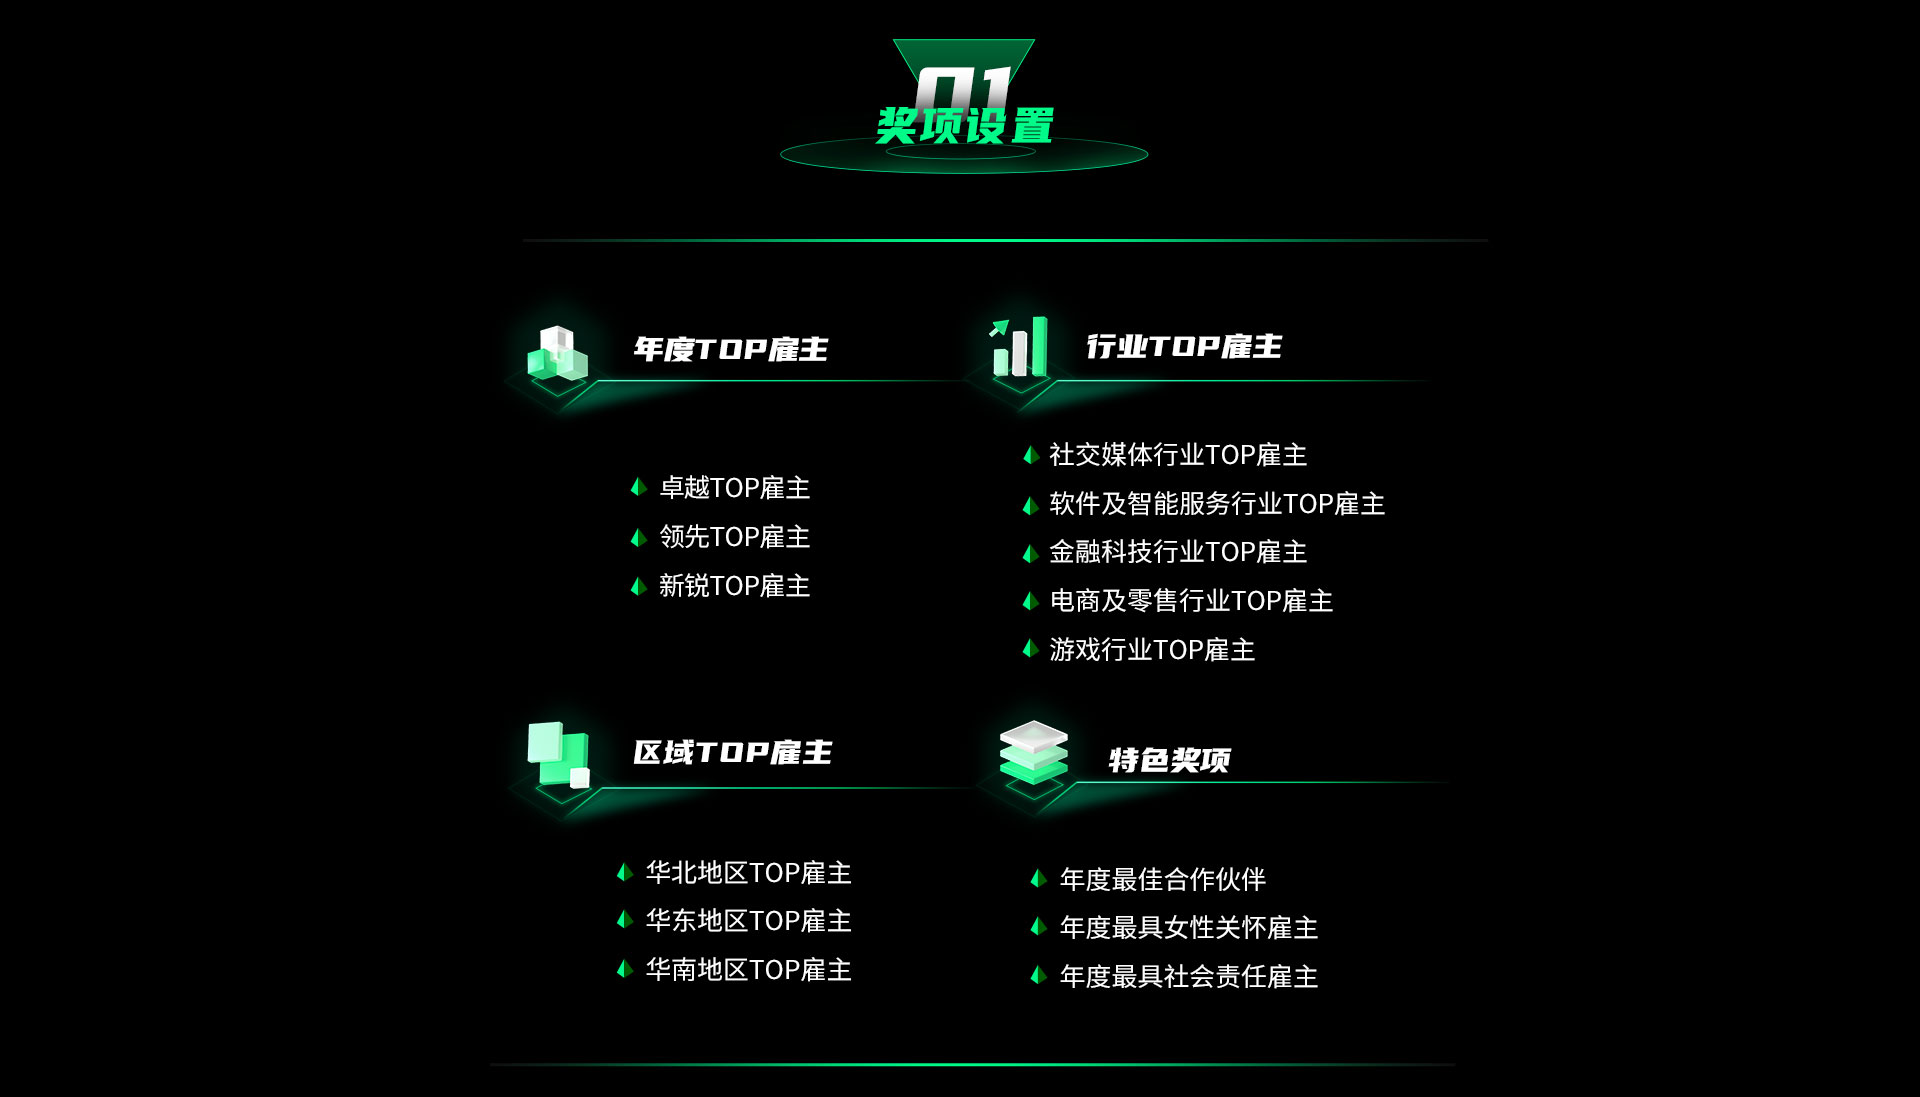 01
奖项设置
年度TOP雇主
卓越TOP雇主
领先TOP雇主
新锐TOP雇主
行业TOP雇主
社交媒体行业TOP雇主
软件及智能服务行业TOP雇主
金融科技行业TOP雇主
电商及零售行业TOP雇主
游戏行业TOP雇主
区域TOP雇主
华北地区TOP雇主
华东地区TOP雇主
华南地区TOP雇主
特色奖项
年度最佳合作伙伴
年度最具女性关怀雇主
年度最具社会责任雇主